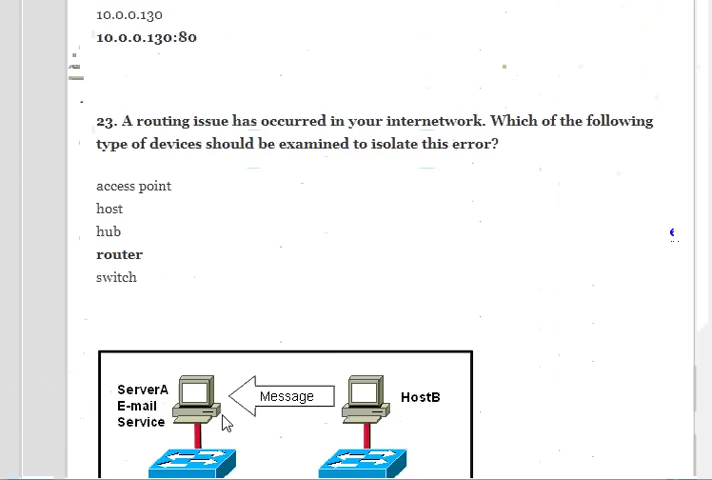 10.0.0.130
10.0.0.130:80
23. A routing issue has occurred in your internetwork. Which of the following
type of devices should be examined to isolate this error?
access point
host
hub
router
switch
ServerA
E-mail
Service
Message
HostB